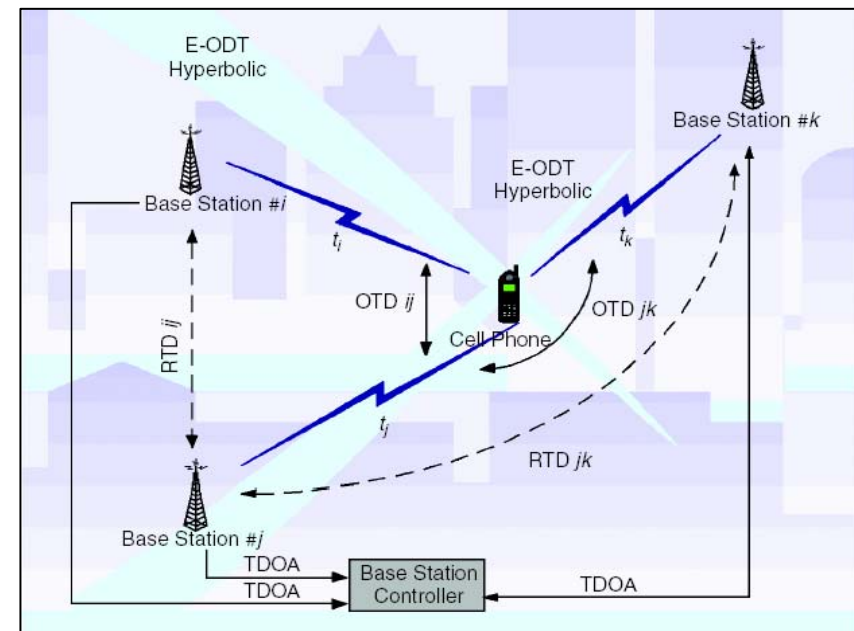 E-ODT
Hyperbolic
Base Station #k
E-ODT
Hyperbolic
Base Station #i
t_i
t_k
OTD ij
OTD jk
Cell Phone
RTD ij
t_j
RTD jk
Base Station #j
TDOA
TDOA
Base Station
Controller
TDOA